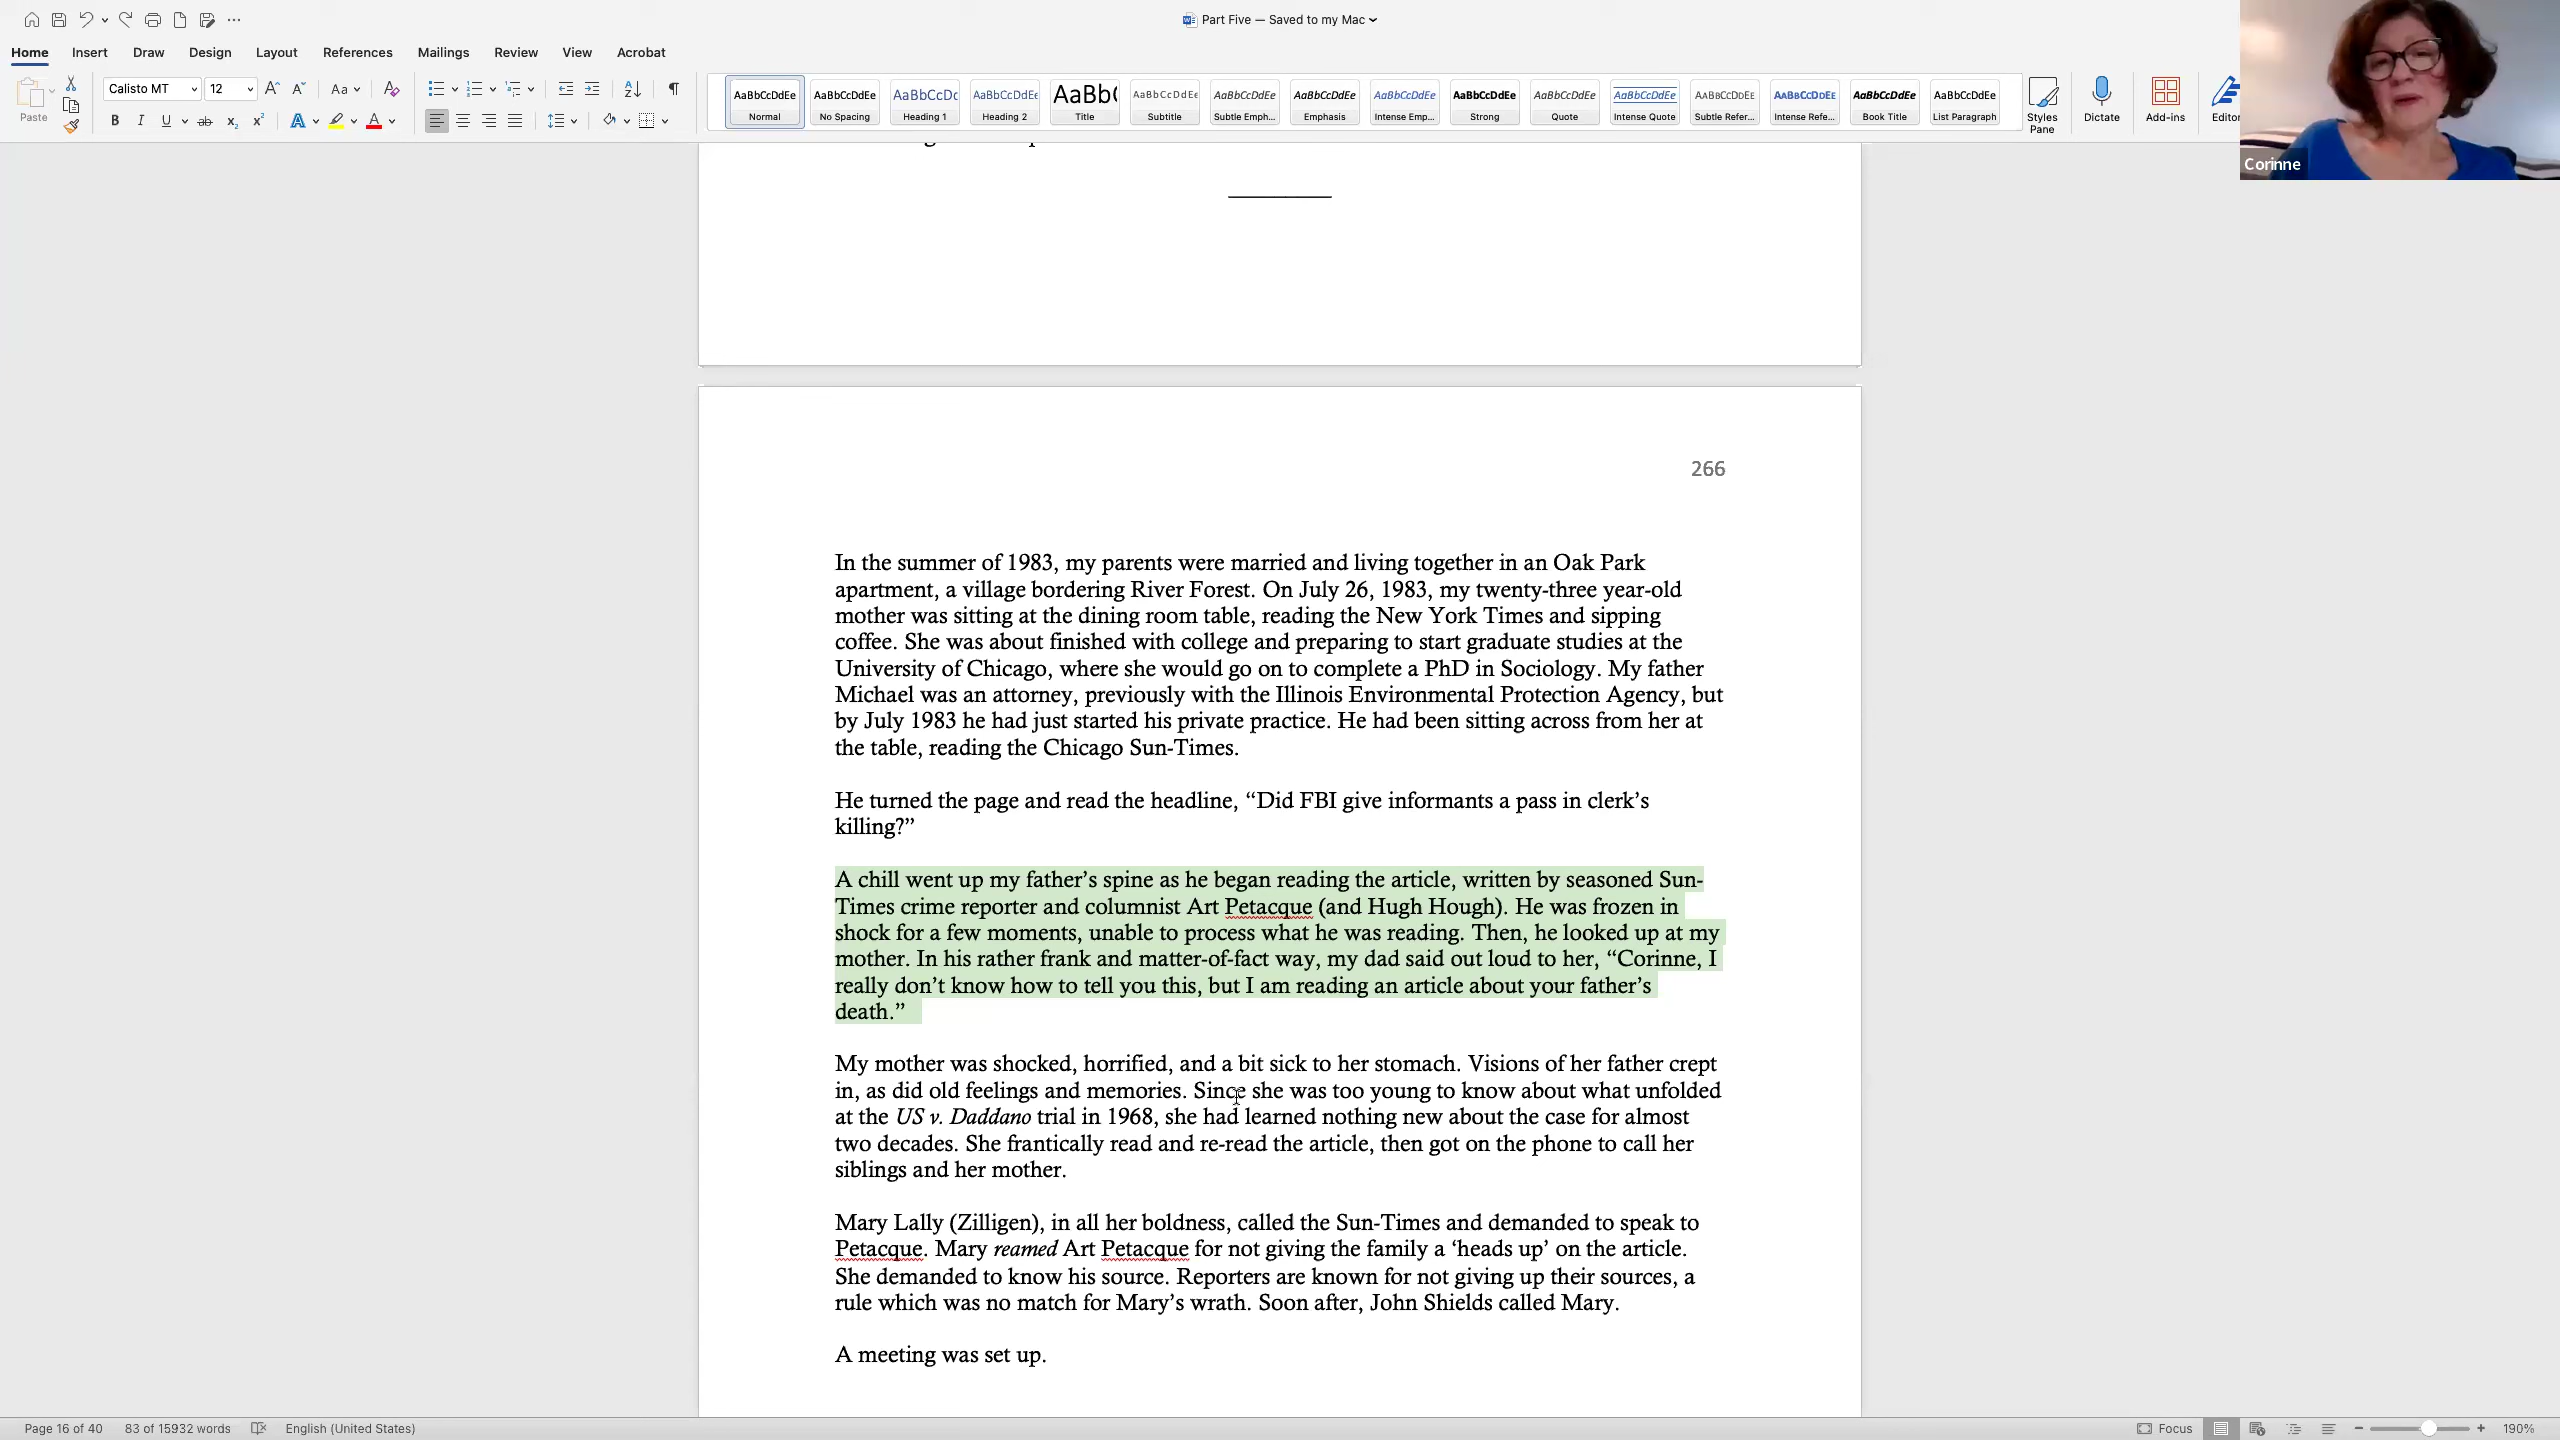 Part Five — Saved to my Mac
Home Insert Draw Design Layout References Mailings Review View Acrobat
Paste
Calisto MT 12
AaBbCcDdEe AaBbCcDdEe AaBbCcDc AaBbCcDdEe AaBb( AaBbCcDdEe AaBbCcDdEe AaBbCcDdEe AaBbCcDdEe AaBbCcDdEe AaBbCcDdEe AaBbCcDdEe AaBbCcDdEe AaBbCcDdEe AaBbCcDdEe AaBbCcDdEe
Normal No Spacing Heading 1 Heading 2 Title Subtitle Subtle Emph... Emphasis Intense Emp... Strong Quote Intense Quote Subtle Refer... Intense Refe... Book Title List Paragraph
Styles Pane
Dictate
Add-ins
Editor
Corinne
266
In the summer of 1983, my parents were married and living together in an Oak Park
apartment, a village bordering River Forest. On July 26, 1983, my twenty-three year-old
mother was sitting at the dining room table, reading the New York Times and sipping
coffee. She was about finished with college and preparing to start graduate studies at the
University of Chicago, where she would go on to complete a PhD in Sociology. My father
Michael was an attorney, previously with the Illinois Environmental Protection Agency, but
by July 1983 he had just started his private practice. He had been sitting across from her at
the table, reading the Chicago Sun-Times.
He turned the page and read the headline, “Did FBI give informants a pass in clerk’s
killing?”
A chill went up my father’s spine as he began reading the article, written by seasoned Sun-
Times crime reporter and columnist Art Petacque (and Hugh Hough). He was frozen in
shock for a few moments, unable to process what he was reading. Then, he looked up at my
mother. In his rather frank and matter-of-fact way, my dad said out loud to her, “Corinne, I
really don’t know how to tell you this, but I am reading an article about your father’s
death.”
My mother was shocked, horrified, and a bit sick to her stomach. Visions of her father crept
in, as did old feelings and memories. Since she was too young to know about what unfolded
at the US v. Daddano trial in 1968, she had learned nothing new about the case for almost
two decades. She frantically read and re-read the article, then got on the phone to call her
siblings and her mother.
Mary Lally (Zilligen), in all her boldness, called the Sun-Times and demanded to speak to
Petacque. Mary reamed Art Petacque for not giving the family a ‘heads up’ on the article.
She demanded to know his source. Reporters are known for not giving up their sources, a
rule which was no match for Mary’s wrath. Soon after, John Shields called Mary.
A meeting was set up.
Page 16 of 40 83 of 15932 words English (United States) Focus 190%